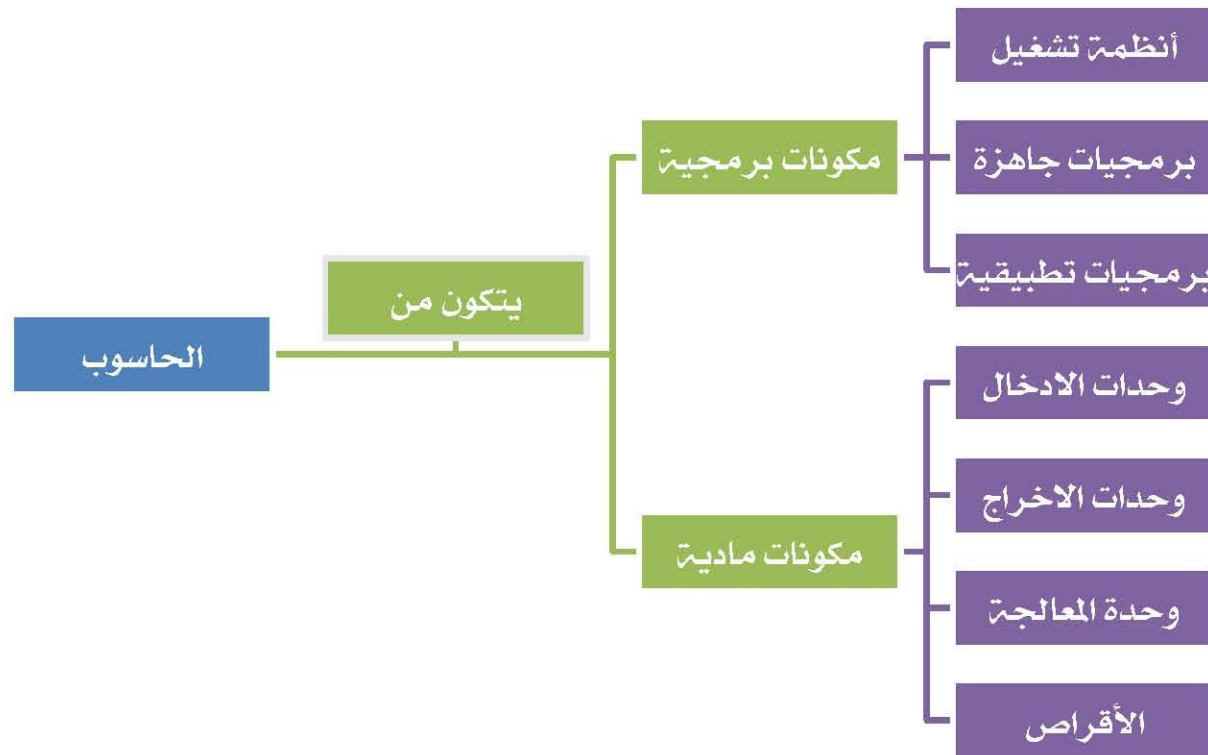 الحاسوب
يتكون من
مكونات برمجية
أنظمة تشغيل
برمجيات جاهزة
برمجيات تطبيقية
مكونات مادية
وحدات الادخال
وحدات الاخراج
وحدة المعالجة
الأقراص